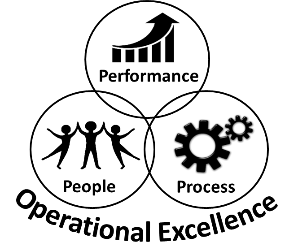 Performance
People
Process
Operational Excellence